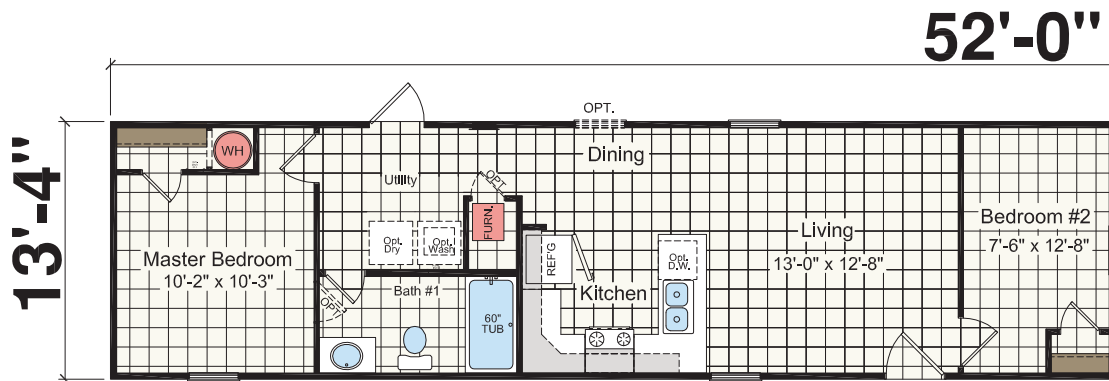 52'-0"
13'-4"
OPT.
WH
Dining
Utility
OPT.
FURN.
Bedroom #2
7'-6" x 12'-8"
Living
13'-0" x 12'-8"
Opt.
Dry
Opt.
Wash
REF'G
Opt.
D.W.
Master Bedroom
10'-2" x 10'-3"
Bath #1
Kitchen
OPT.
60"
TUB